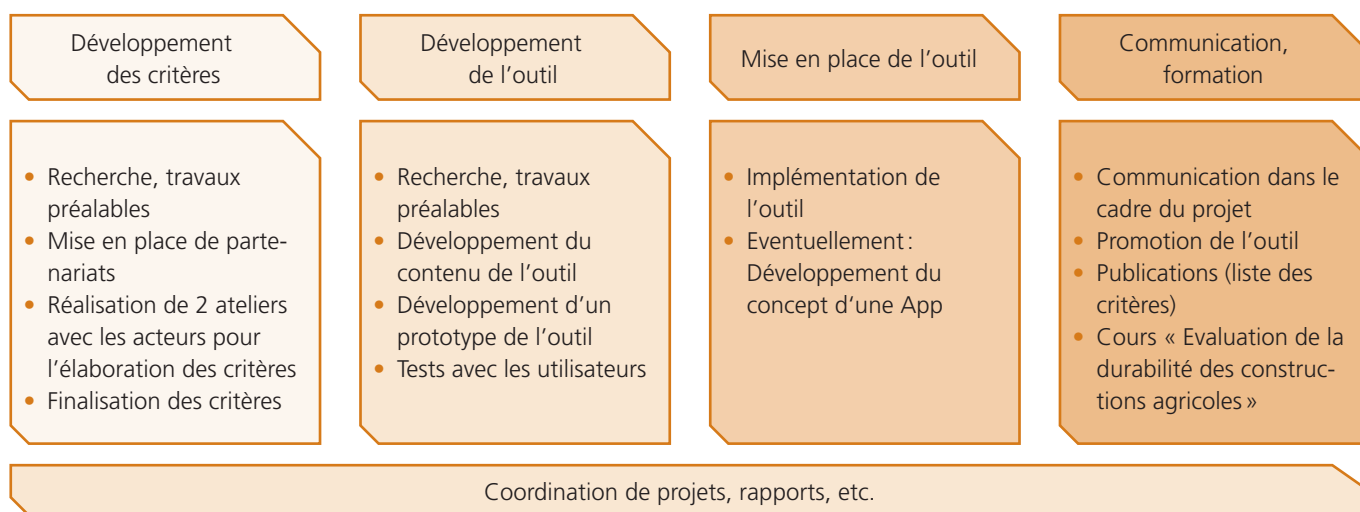 Développement
des critères
Développement
de l’outil
Mise en place de l’outil
Communication,
formation
• Recherche, travaux
préalables
• Mise en place de parte-
nariats
• Réalisation de 2 ateliers
avec les acteurs pour
l’élaboration des critères
• Finalisation des critères
• Recherche, travaux
préalables
• Développement du
contenu de l’outil
• Développement d’un
prototype de l’outil
• Tests avec les utilisateurs
• Implémentation de
l’outil
• Eventuellement :
Développement du
concept d‘une App
• Communication dans le
cadre du projet
• Promotion de l’outil
• Publications (liste des
critères)
• Cours « Evaluation de la
durabilité des construc-
tions agricoles »
Coordination de projets, rapports, etc.